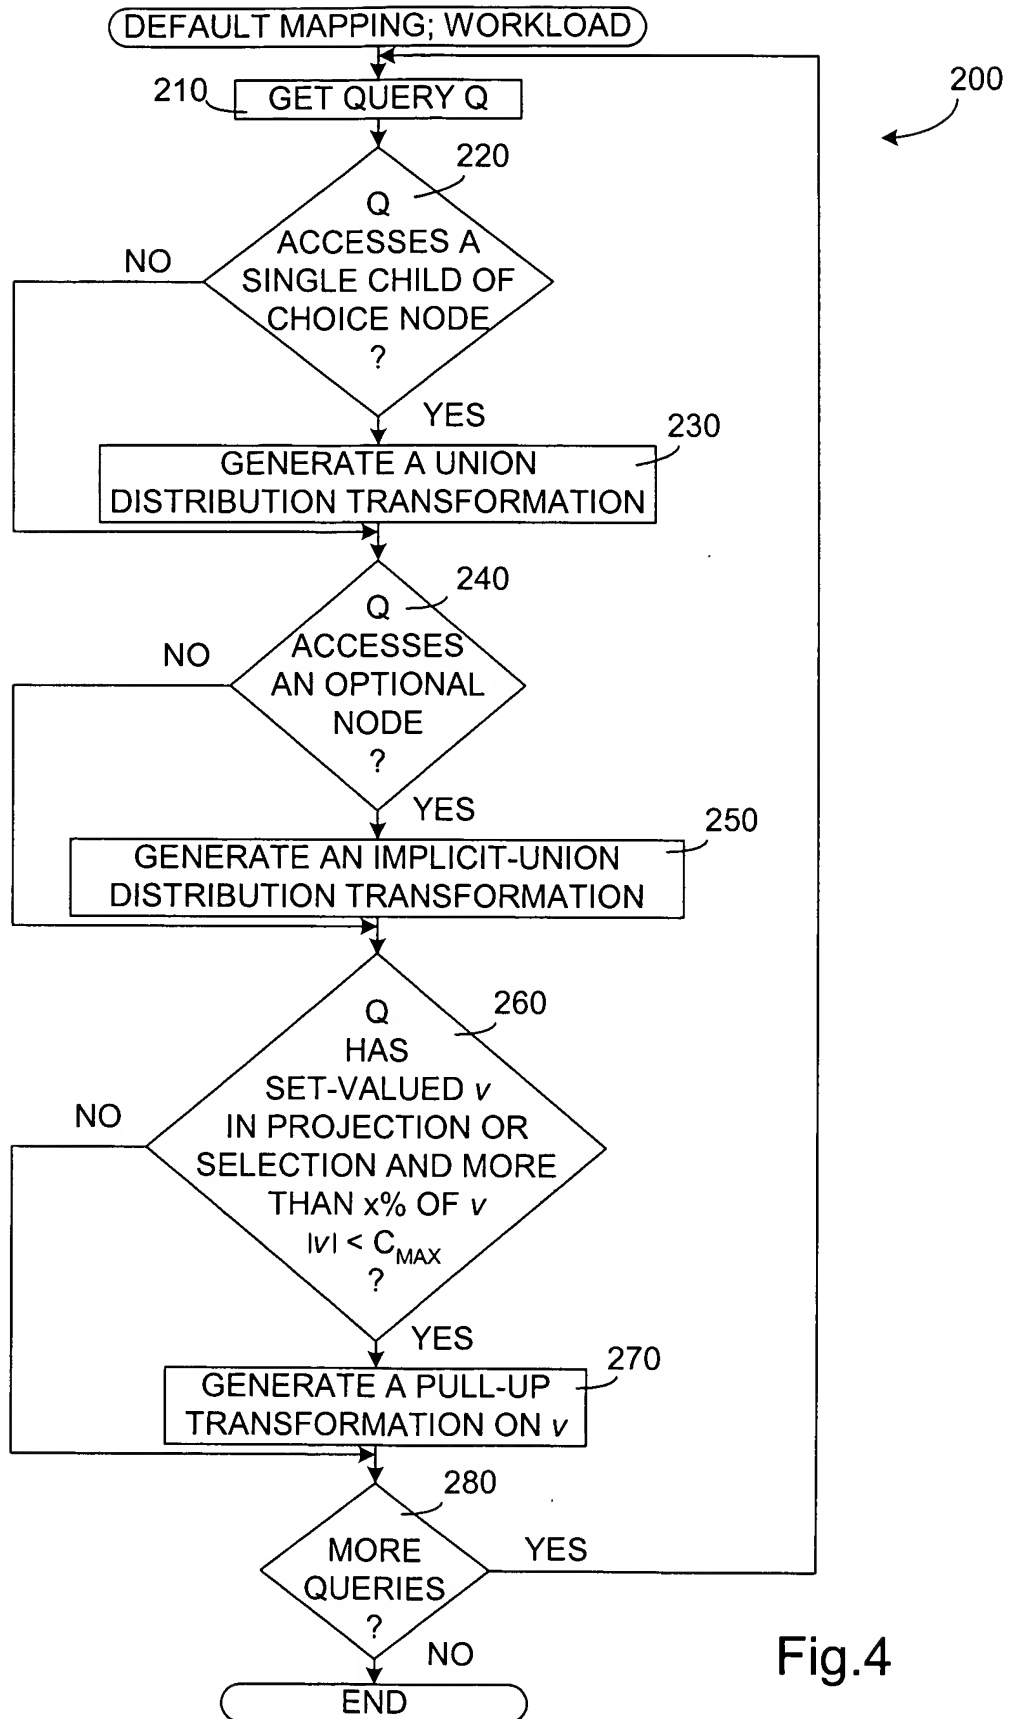 DEFAULT MAPPING; WORKLOAD
200
210
GET QUERY Q
220
Q
ACCESSES A
SINGLE CHILD OF
CHOICE NODE
?
NO
YES
230
GENERATE A UNION
DISTRIBUTION TRANSFORMATION
240
Q
ACCESSES
AN OPTIONAL
NODE
?
NO
YES
250
GENERATE AN IMPLICIT-UNION
DISTRIBUTION TRANSFORMATION
260
Q
HAS
SET-VALUED v
IN PROJECTION OR
SELECTION AND MORE
THAN x% OF v
|v| < CMAX
?
NO
YES
270
GENERATE A PULL-UP
TRANSFORMATION ON v
280
MORE
QUERIES
?
YES
NO
END
Fig.4